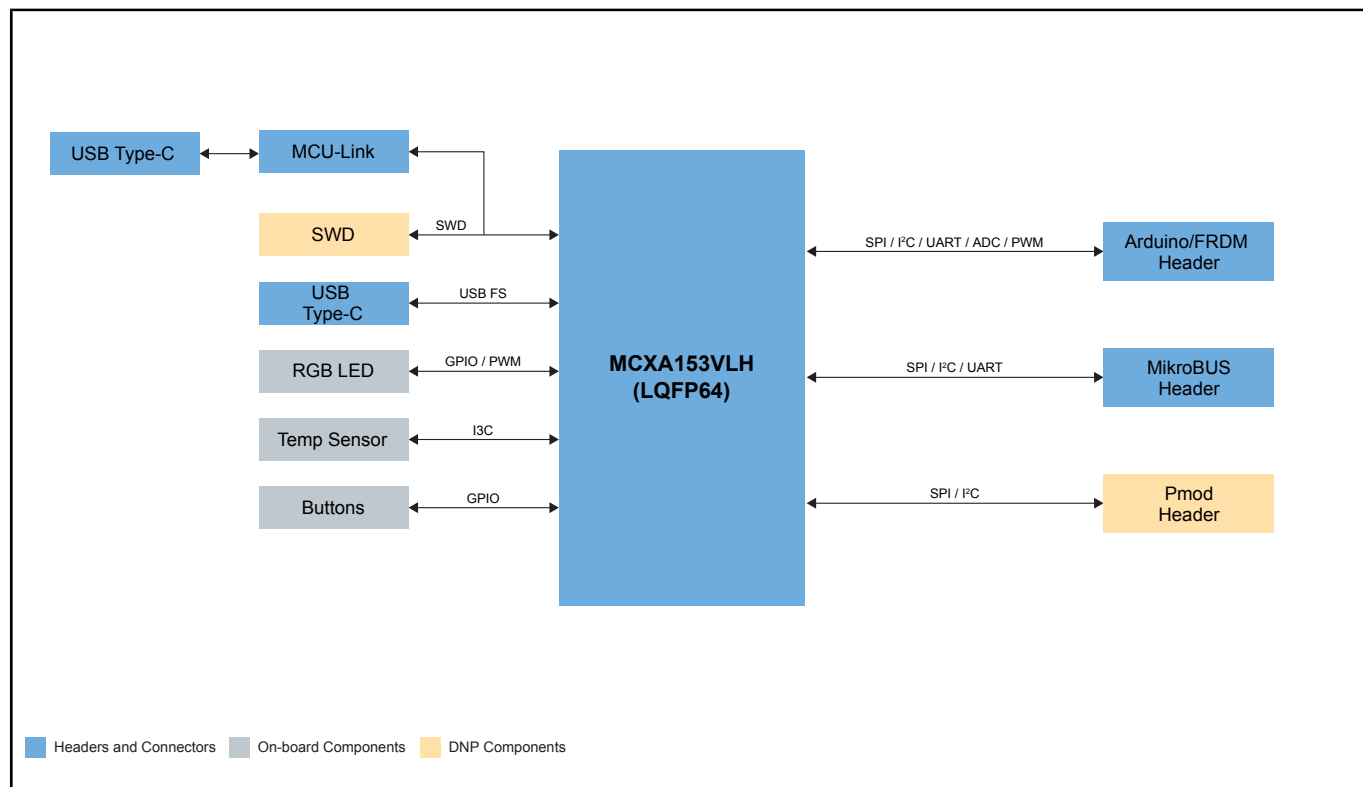 USB Type-C
MCU-Link
SWD
SWD
USB
Type-C
USB FS
RGB LED
GPIO / PWM
Temp Sensor
I3C
Buttons
GPIO
MCXA153VLH
(LQFP64)
SPI / I²C / UART / ADC / PWM
Arduino/FRDM
Header
SPI / I²C / UART
MikroBUS
Header
SPI / I²C
Pmod
Header
Headers and Connectors
On-board Components
DNP Components